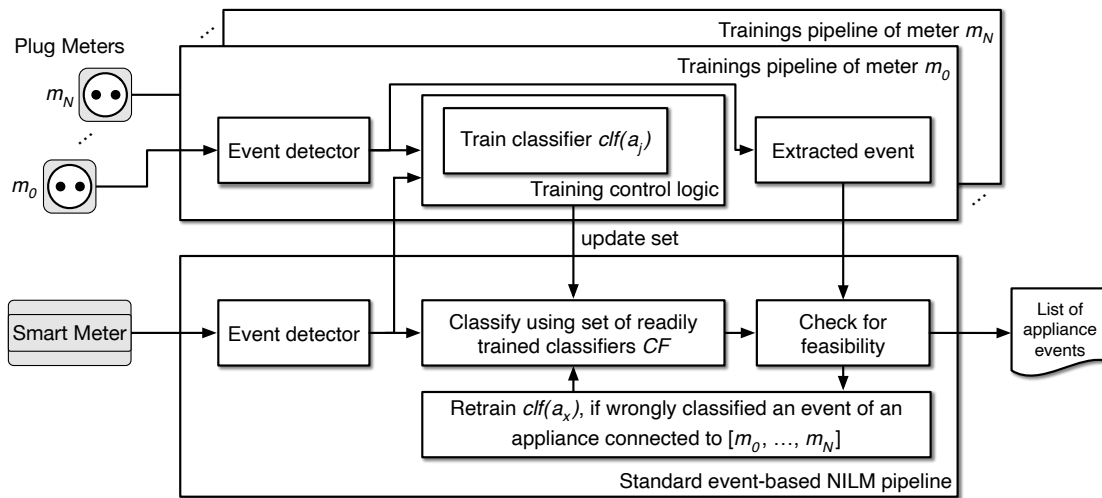 Plug Meters
Trainings pipeline of meter m_N
Trainings pipeline of meter m_0
m_N
...
m_0
...
...
Event detector
Train classifier clf(a_j)
Training control logic
Extracted event
update set
Smart Meter
Event detector
Classify using set of readily
trained classifiers CF
Check for
feasibility
List of
appliance
events
Retrain clf(a_x), if wrongly classified an event of an
appliance connected to [m_0, …, m_N]
Standard event-based NILM pipeline